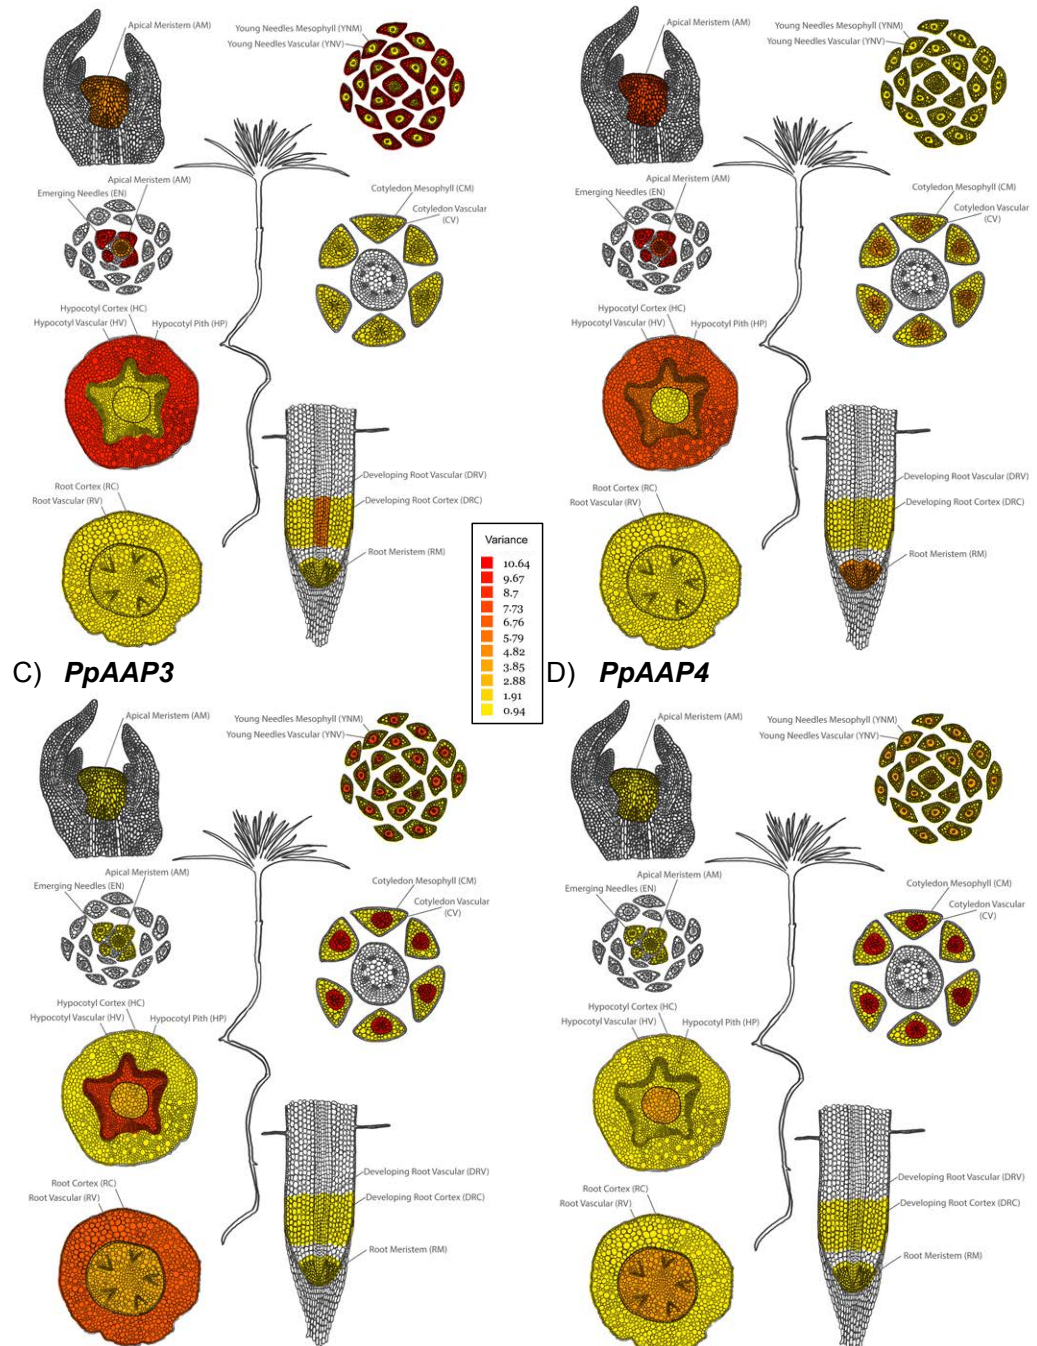 Apical Meristem (AM)
Young Needles Mesophyll (YNM)
Young Needles Vascular (YNV)
Apical Meristem (AM)
Emerging Needles (EN)
Cotyledon Mesophyll (CM)
Cotyledon Vascular
(CV)
Hypocotyl Cortex (HC)
Hypocotyl Vascular (HV)
Hypocotyl Pith (HP)
Developing Root Vascular (DRV)
Developing Root Cortex (DRC)
Root Cortex (RC)
Root Vascular (RV)
Root Meristem (RM)
Apical Meristem (AM)
Young Needles Mesophyll (YNM)
Young Needles Vascular (YNV)
Apical Meristem (AM)
Emerging Needles (EN)
Cotyledon Mesophyll (CM)
Cotyledon Vascular
(CV)
Hypocotyl Cortex (HC)
Hypocotyl Vascular (HV)
Hypocotyl Pith (HP)
Developing Root Vascular (DRV)
Developing Root Cortex (DRC)
Root Cortex (RC)
Root Vascular (RV)
Root Meristem (RM)
Variance
10.64
9.67
8.7
7.73
6.76
5.79
4.82
3.85
2.88
1.91
0.94
C) PpAAP3
Apical Meristem (AM)
Young Needles Mesophyll (YNM)
Young Needles Vascular (YNV)
Apical Meristem (AM)
Emerging Needles (EN)
Cotyledon Mesophyll (CM)
Cotyledon Vascular
(CV)
Hypocotyl Cortex (HC)
Hypocotyl Vascular (HV)
Hypocotyl Pith (HP)
Developing Root Vascular (DRV)
Developing Root Cortex (DRC)
Root Cortex (RC)
Root Vascular (RV)
Root Meristem (RM)
D) PpAAP4
Apical Meristem (AM)
Young Needles Mesophyll (YNM)
Young Needles Vascular (YNV)
Apical Meristem (AM)
Emerging Needles (EN)
Cotyledon Mesophyll (CM)
Cotyledon Vascular
(CV)
Hypocotyl Cortex (HC)
Hypocotyl Vascular (HV)
Hypocotyl Pith (HP)
Developing Root Vascular (DRV)
Developing Root Cortex (DRC)
Root Cortex (RC)
Root Vascular (RV)
Root Meristem (RM)